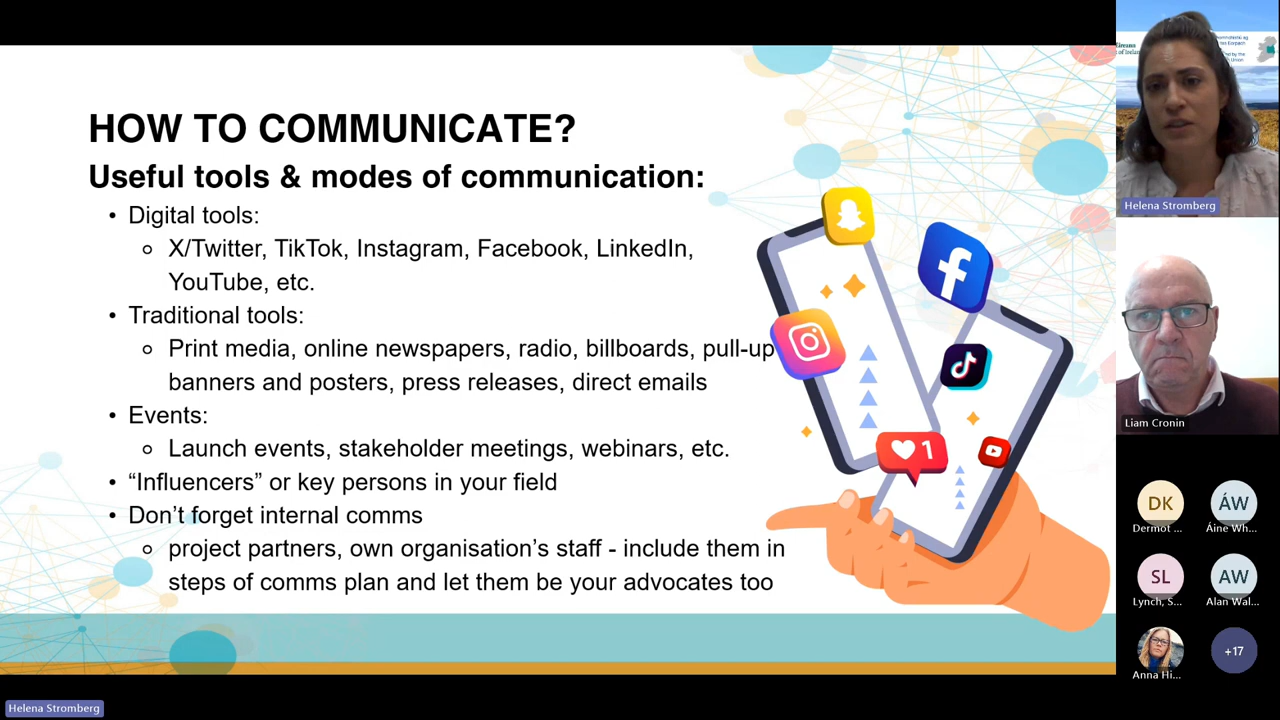 HOW TO COMMUNICATE?
Useful tools & modes of communication:
• Digital tools:
X/Twitter, TikTok, Instagram, Facebook, LinkedIn,
YouTube, etc.
• Traditional tools:
Print media, online newspapers, radio, billboards, pull-up
banners and posters, press releases, direct emails
• Events:
Launch events, stakeholder meetings, webinars, etc.
• “Influencers” or key persons in your field
• Don’t forget internal comms
project partners, own organisation’s staff - include them in
steps of comms plan and let them be your advocates too
1
Helena Stromberg
Liam Cronin
DK
Dermot ...
ÁW
Áine Wh...
SL
Lynch, S...
AW
Alan Wal...
Anna Hi...
+17
Helena Stromberg